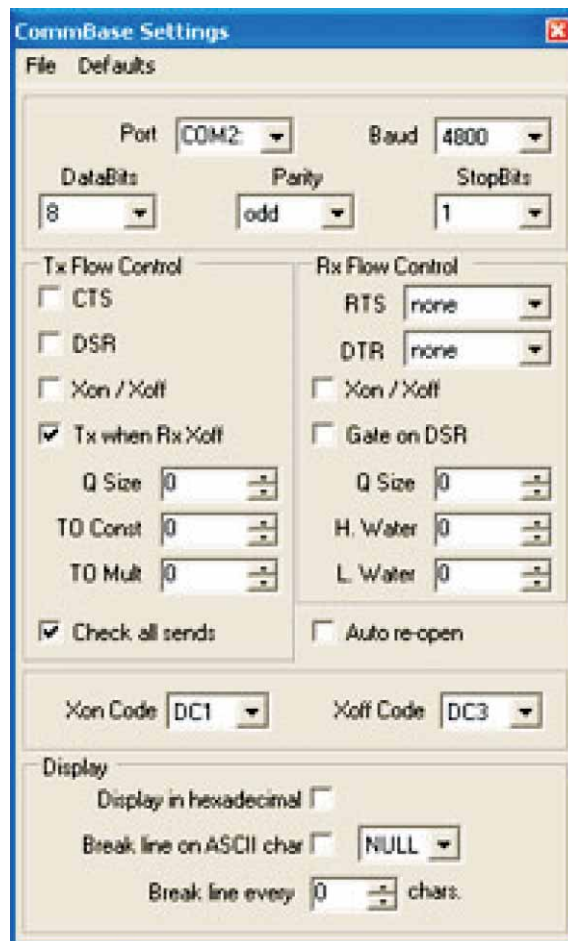 CommBase Settings
File Defaults
Port COM2: Baud 4800
DataBits Parity StopBits
8 odd 1
Tx Flow Control
CTS
DSR
Xon / Xoff
Tx when Rx Xoff
Q Size 0
TO Const 0
TO Mult 0
Check all sends
Rx Flow Control
RTS none
DTR none
Xon / Xoff
Gate on DSR
Q Size 0
H. Water 0
L. Water 0
Auto re-open
Xon Code DC1 Xoff Code DC3
Display
Display in hexadecimal
Break line on ASCII char NULL
Break line every 0 chars.